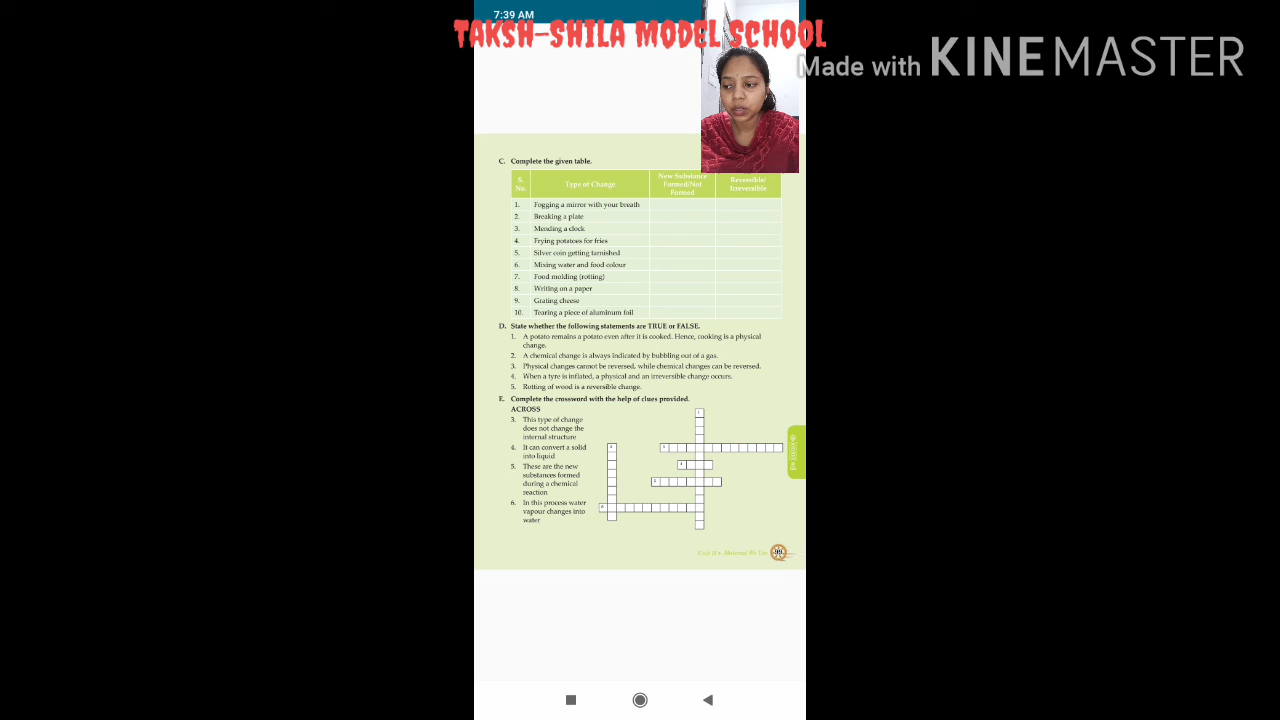 7:39 AM
TAKSH-SHILA MODEL SCHOOL
Made with KINEMASTER
C. Complete the given table.
S. No. Type of Change New Substance Formed/Not Formed Reversible/ Irreversible
1. Fogging a mirror with your breath
2. Breaking a plate
3. Mending a clock
4. Frying potatoes for fries
5. Silver coin getting tarnished
6. Mixing water and food colour
7. Food molding (rotting)
8. Writing on a paper
9. Grating cheese
10. Tearing a piece of aluminum foil
D. State whether the following statements are TRUE or FALSE.
1. A potato remains a potato even after it is cooked. Hence, cooking is a physical
change.
2. A chemical change is always indicated by bubbling out of a gas.
3. Physical changes cannot be reversed, while chemical changes can be reversed.
4. When a tyre is inflated, a physical and an irreversible change occurs.
5. Rotting of wood is a reversible change.
E. Complete the crossword with the help of clues provided.
ACROSS
3. This type of change
does not change the
internal structure
4. It can convert a solid
into liquid
5. These are the new
substances formed
during a chemical
reaction
6. In this process water
vapour changes into
water
1
2
3
4
5
6
99